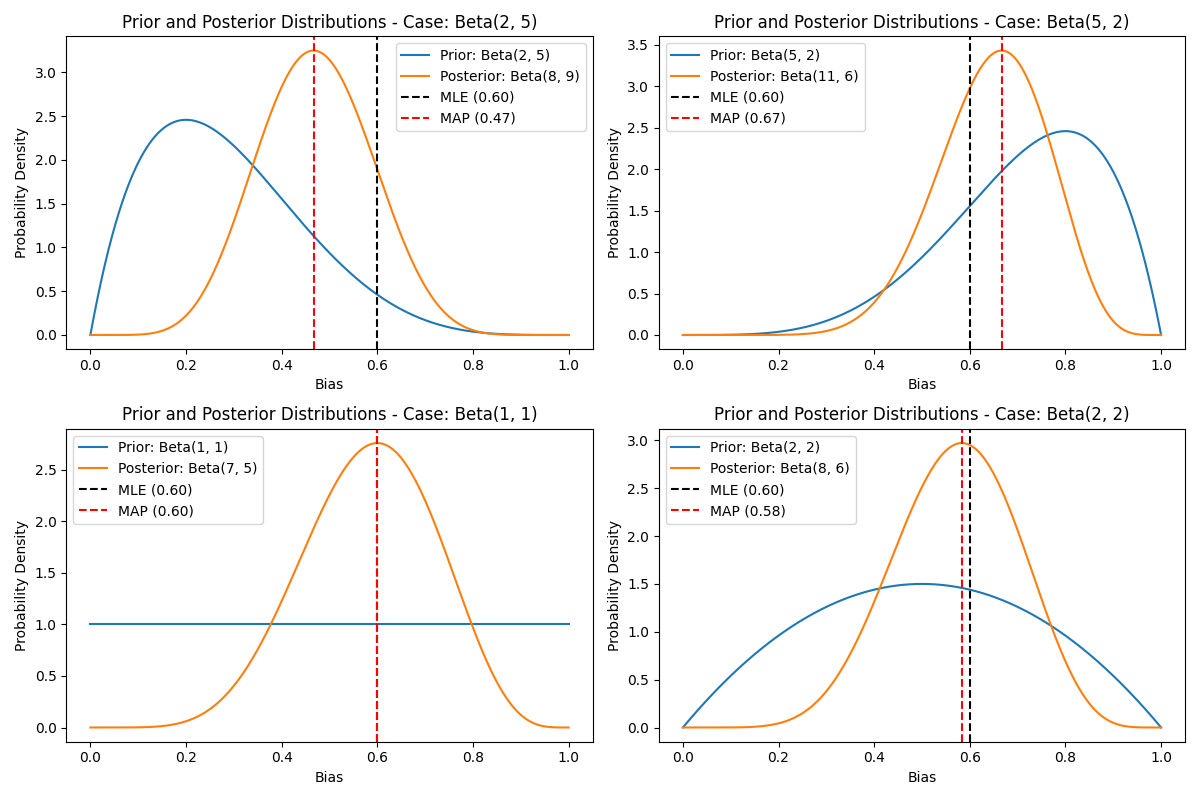 Prior and Posterior Distributions - Case: Beta(2, 5)
Probability Density
3.0
2.5
2.0
1.5
1.0
0.5
0.0
Prior: Beta(2, 5)
Posterior: Beta(8, 9)
MLE (0.60)
MAP (0.47)
0.0 0.2 0.4 0.6 0.8 1.0
Bias
Prior and Posterior Distributions - Case: Beta(5, 2)
Probability Density
3.5
3.0
2.5
2.0
1.5
1.0
0.5
0.0
Prior: Beta(5, 2)
Posterior: Beta(11, 6)
MLE (0.60)
MAP (0.67)
0.0 0.2 0.4 0.6 0.8 1.0
Bias
Prior and Posterior Distributions - Case: Beta(1, 1)
Probability Density
2.5
2.0
1.5
1.0
0.5
0.0
Prior: Beta(1, 1)
Posterior: Beta(7, 5)
MLE (0.60)
MAP (0.60)
0.0 0.2 0.4 0.6 0.8 1.0
Bias
Prior and Posterior Distributions - Case: Beta(2, 2)
Probability Density
3.0
2.5
2.0
1.5
1.0
0.5
0.0
Prior: Beta(2, 2)
Posterior: Beta(8, 6)
MLE (0.60)
MAP (0.58)
0.0 0.2 0.4 0.6 0.8 1.0
Bias